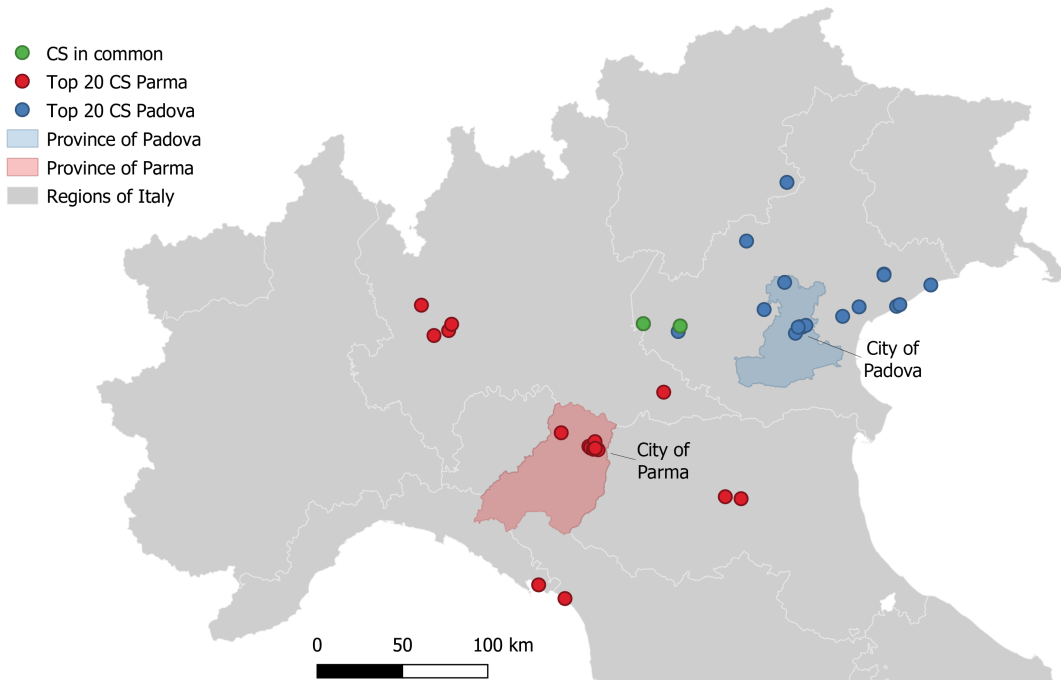 CS in common
Top 20 CS Parma
Top 20 CS Padova
Province of Padova
Province of Parma
Regions of Italy
City of
Padova
City of
Parma
0 50 100 km